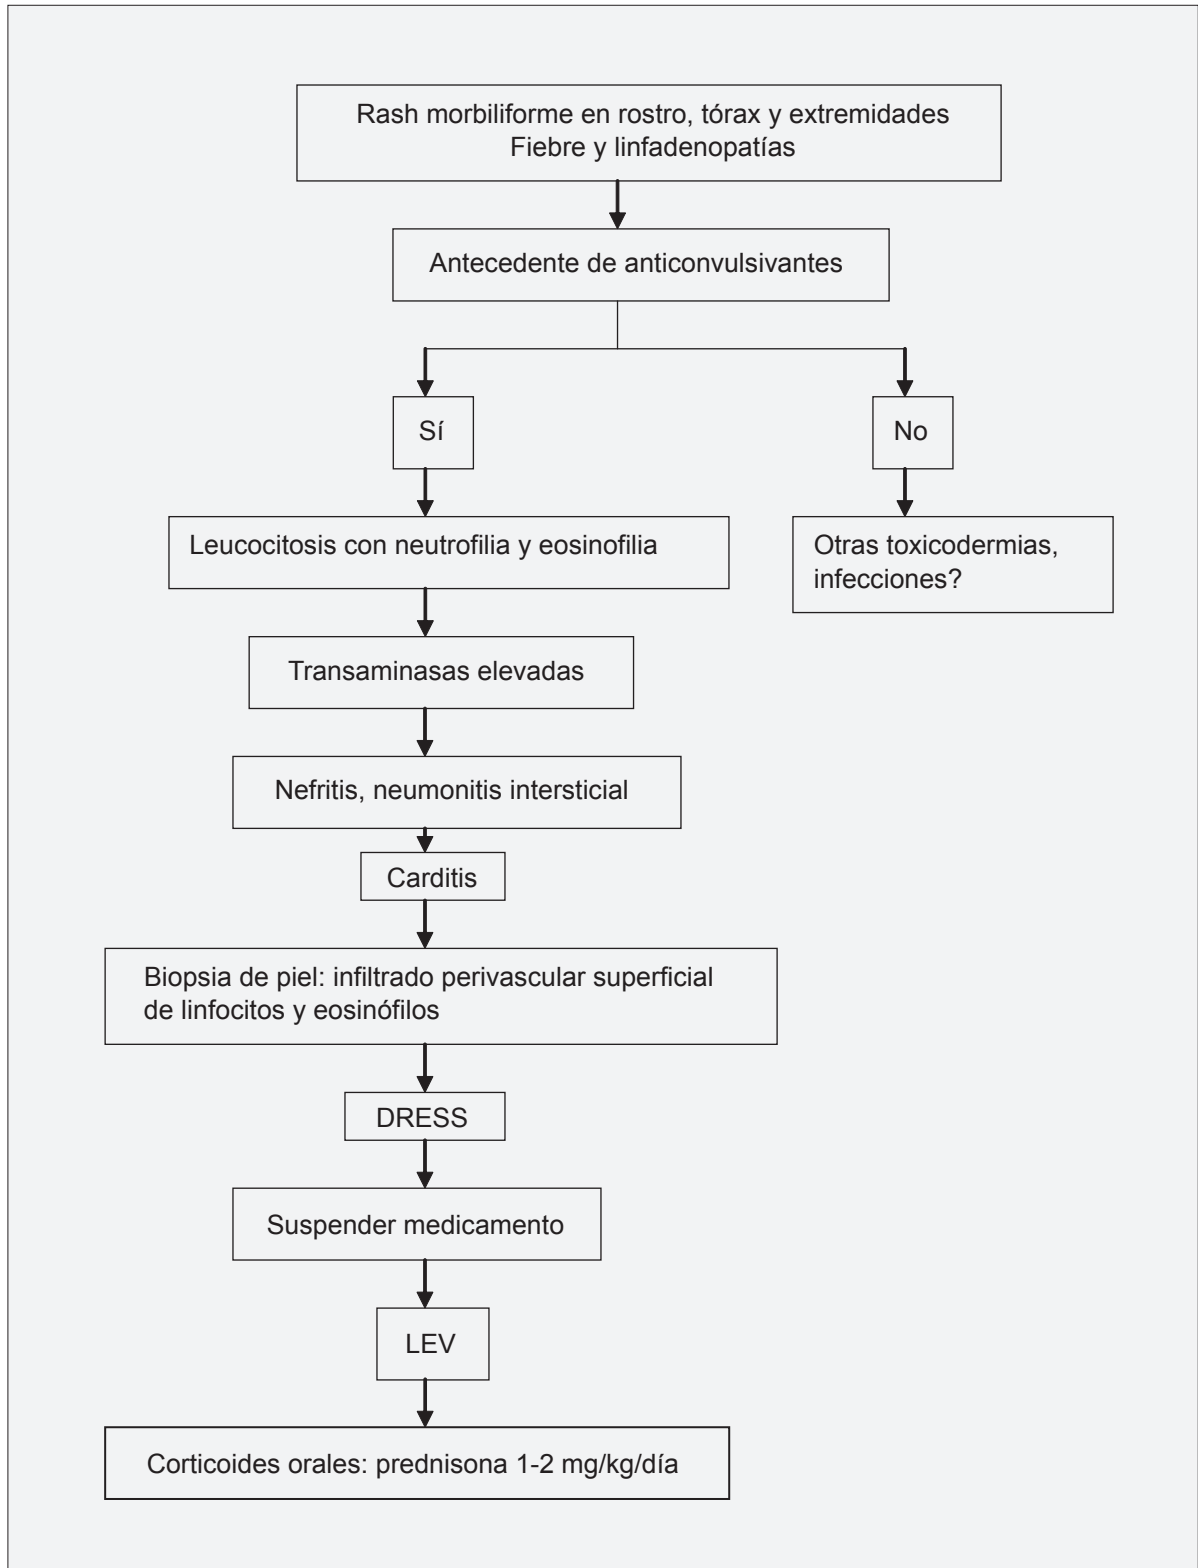 Rash morbiliforme en rostro, tórax y extremidades
Fiebre y linfadenopatías
Antecedente de anticonvulsivantes
Sí
No
Leucocitosis con neutrofilia y eosinofilia
Otras toxicodermias,
infecciones?
Transaminasas elevadas
Nefritis, neumonitis intersticial
Carditis
Biopsia de piel: infiltrado perivascular superficial
de linfocitos y eosinófilos
DRESS
Suspender medicamento
LEV
Corticoides orales: prednisona 1-2 mg/kg/día